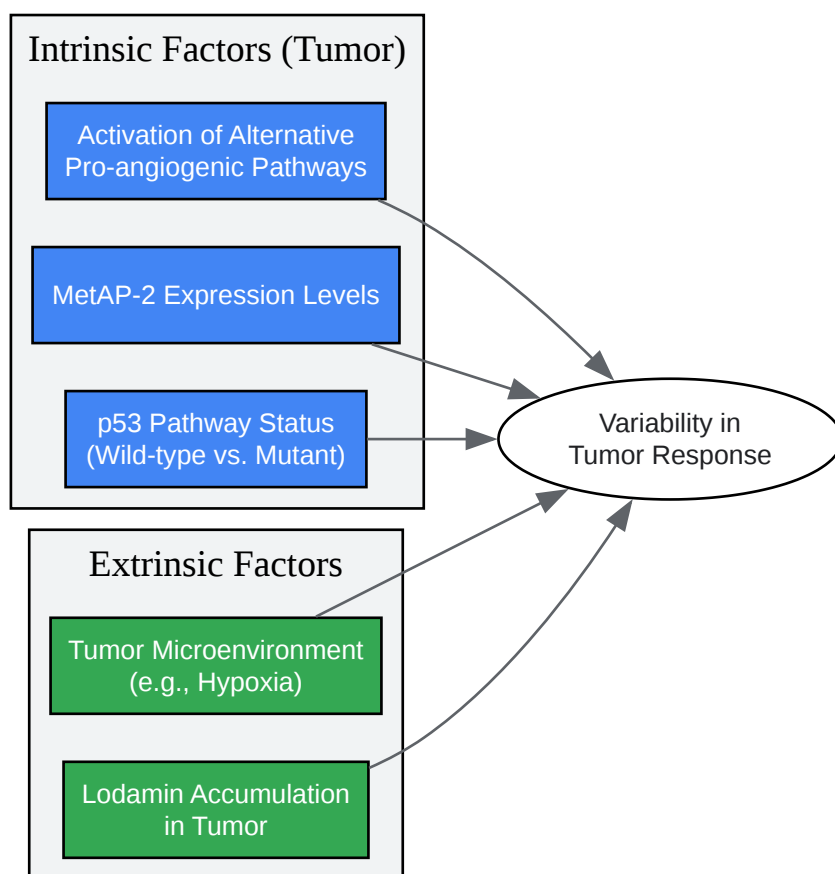 Intrinsic Factors (Tumor)
Activation of Alternative
Pro-angiogenic Pathways
MetAP-2 Expression Levels
p53 Pathway Status
(Wild-type vs. Mutant)
Variability in
Tumor Response
Extrinsic Factors
Tumor Microenvironment
(e.g., Hypoxia)
Lodamin Accumulation
in Tumor